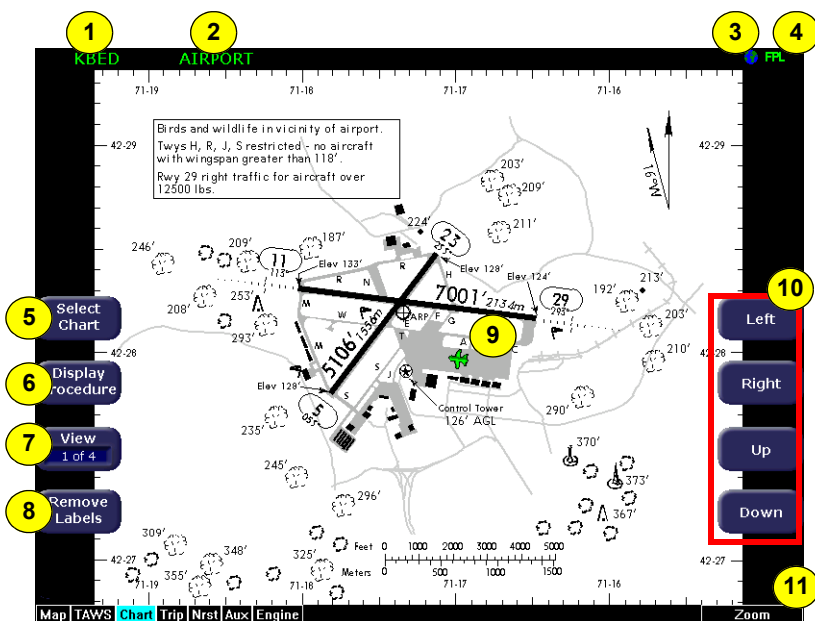 1 2 3 4
KBED AIRPORT FPL
71-19 71-18 71-17 71-16
Birds and wildlife in vicinity of airport.
Twys H, R, J, S restricted - no aircraft
with wingspan greater than 118'.
Rwy 29 right traffic for aircraft over
12500 lbs.
42-29 42-29
203'
209'
211'
224'
246' 209' 187'
11
113°
Elev 133'
23
233°
Elev 128'
Elev 124'
R N R H
7001' 2134m
29
293°
192' 213'
203'
210'
208' 253' 293'
W W W
ARP F G
E T A C
5106' 1556m
10
5 Select
Chart
9
Left
42-28 42-28
6 Display
rocedure
Right
Elev 128'
5
053°
S J S
Control Tower
126' AGL
290'
235'
7 View
1 of 4
Up
370'
373'
367'
245'
296'
8 Remove
Labels
Down
309' 348' 355' 325'
Feet 0 1000 2000 3000 4000 5000
Meters 0 500 1000 1500
42-27 42-27
71-19 71-18 71-17 71-16
11
Map TAWS Chart Trip Nrst Aux Engine Zoom